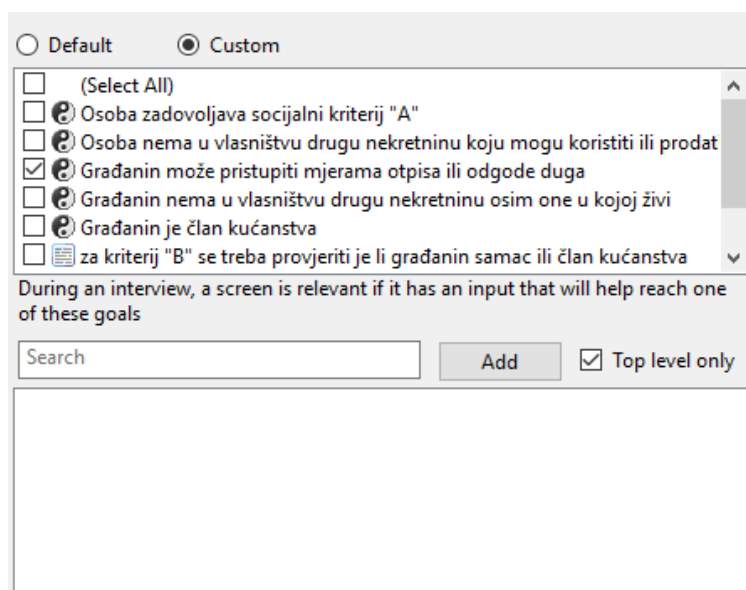 Default Custom
(Select All)
Osoba zadovoljava socijalni kriterij "A"
Osoba nema u vlasništvu drugu nekretninu koju mogu koristiti ili prodat
Građanin može pristupiti mjerama otpisa ili odgode duga
Građanin nema u vlasništvu drugu nekretninu osim one u kojoj živi
Građanin je član kućanstva
za kriterij "B" se treba provjeriti je li građanin samac ili član kućanstva
During an interview, a screen is relevant if it has an input that will help reach one
of these goals
Search Add Top level only